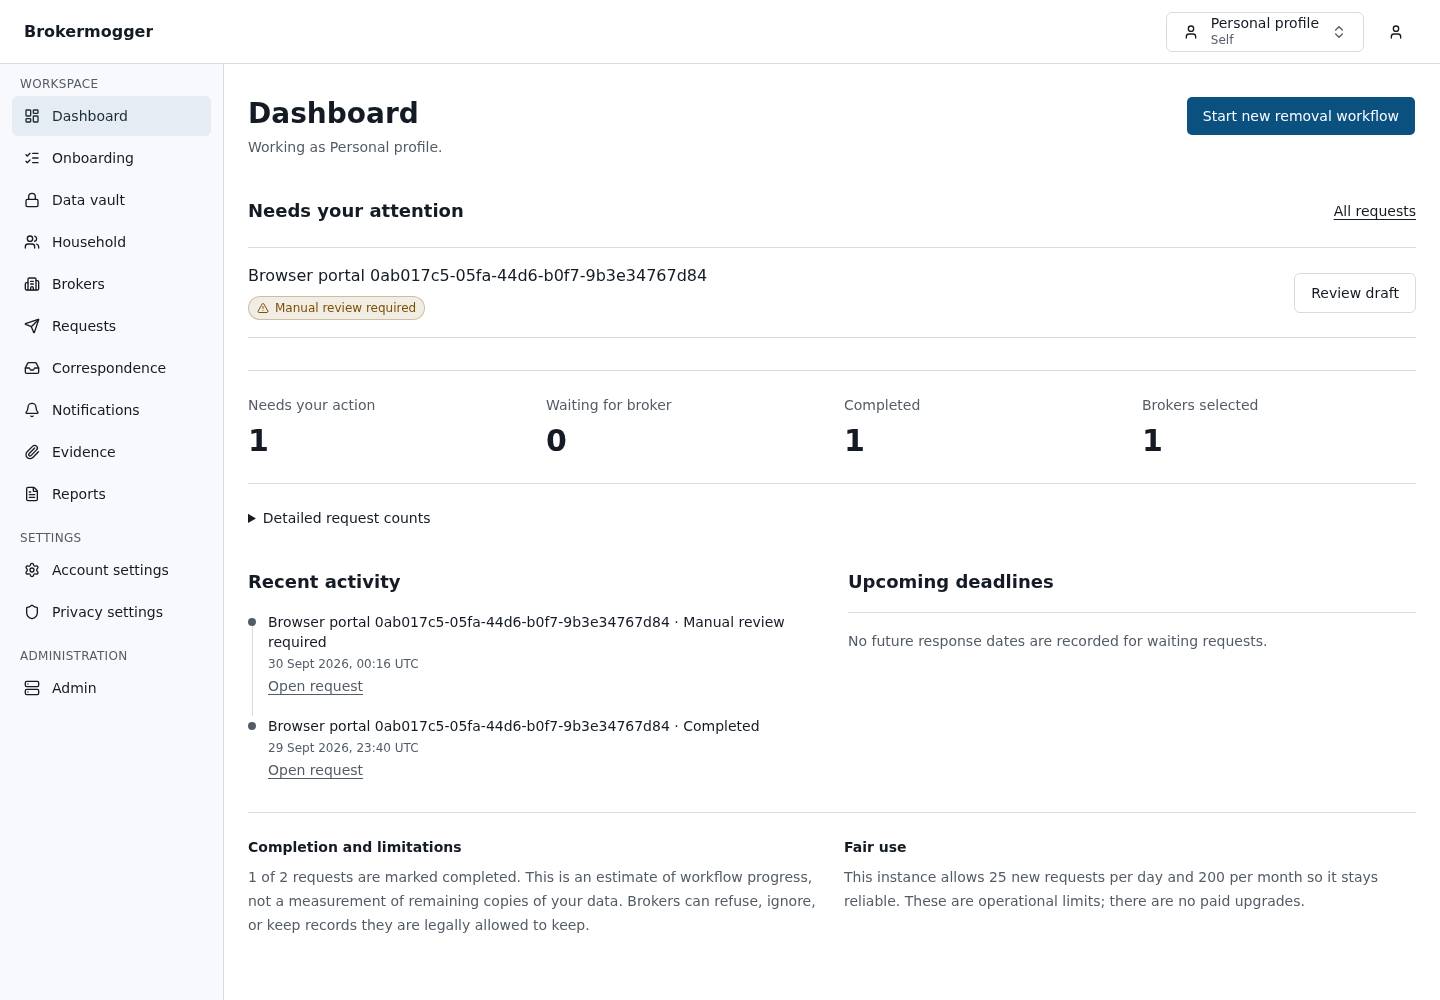 Brokermogger
Personal profile
Self
WORKSPACE
Dashboard
Onboarding
Data vault
Household
Brokers
Requests
Correspondence
Notifications
Evidence
Reports
SETTINGS
Account settings
Privacy settings
ADMINISTRATION
Admin
Dashboard
Working as Personal profile.
Start new removal workflow
Needs your attention
All requests
Browser portal 0ab017c5-05fa-44d6-b0f7-9b3e34767d84
Manual review required
Review draft
Needs your action
1
Waiting for broker
0
Completed
1
Brokers selected
1
Detailed request counts
Recent activity
Browser portal 0ab017c5-05fa-44d6-b0f7-9b3e34767d84 · Manual review
required
30 Sept 2026, 00:16 UTC
Open request
Browser portal 0ab017c5-05fa-44d6-b0f7-9b3e34767d84 · Completed
29 Sept 2026, 23:40 UTC
Open request
Upcoming deadlines
No future response dates are recorded for waiting requests.
Completion and limitations
1 of 2 requests are marked completed. This is an estimate of workflow progress,
not a measurement of remaining copies of your data. Brokers can refuse, ignore,
or keep records they are legally allowed to keep.
Fair use
This instance allows 25 new requests per day and 200 per month so it stays
reliable. These are operational limits; there are no paid upgrades.